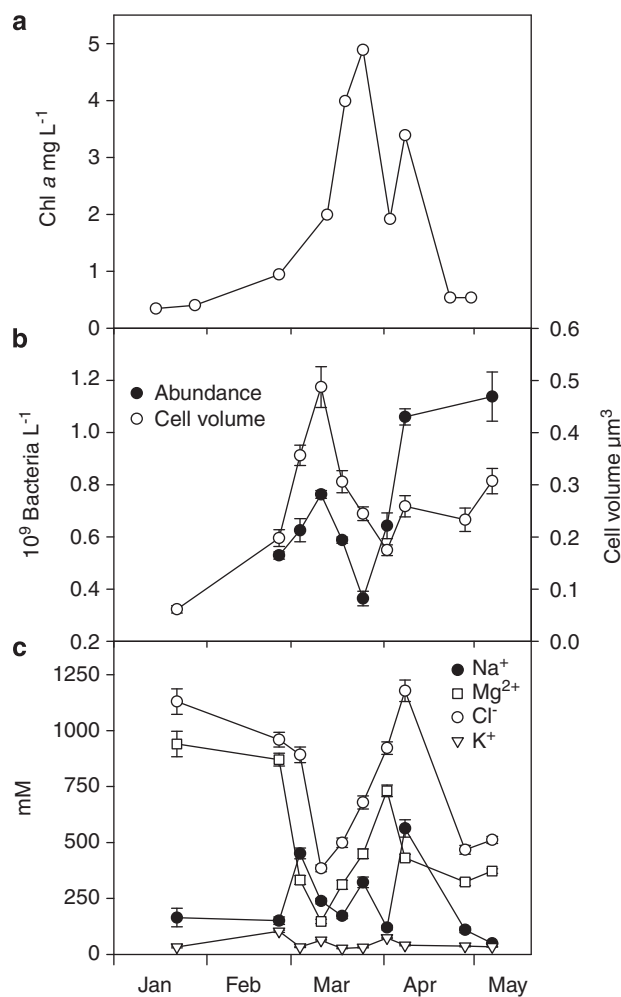 a
5
4
3
2
1
0
Chl a mg L⁻¹
b
1.2
1.0
0.8
0.6
0.4
0.2
10⁹ Bacteria L⁻¹
Abundance
Cell volume
0.6
0.5
0.4
0.3
0.2
0.1
0.0
Cell volume µm³
c
1250
1000
750
500
250
0
mM
Na⁺
Mg²⁺
Cl⁻
K⁺
Jan Feb Mar Apr May